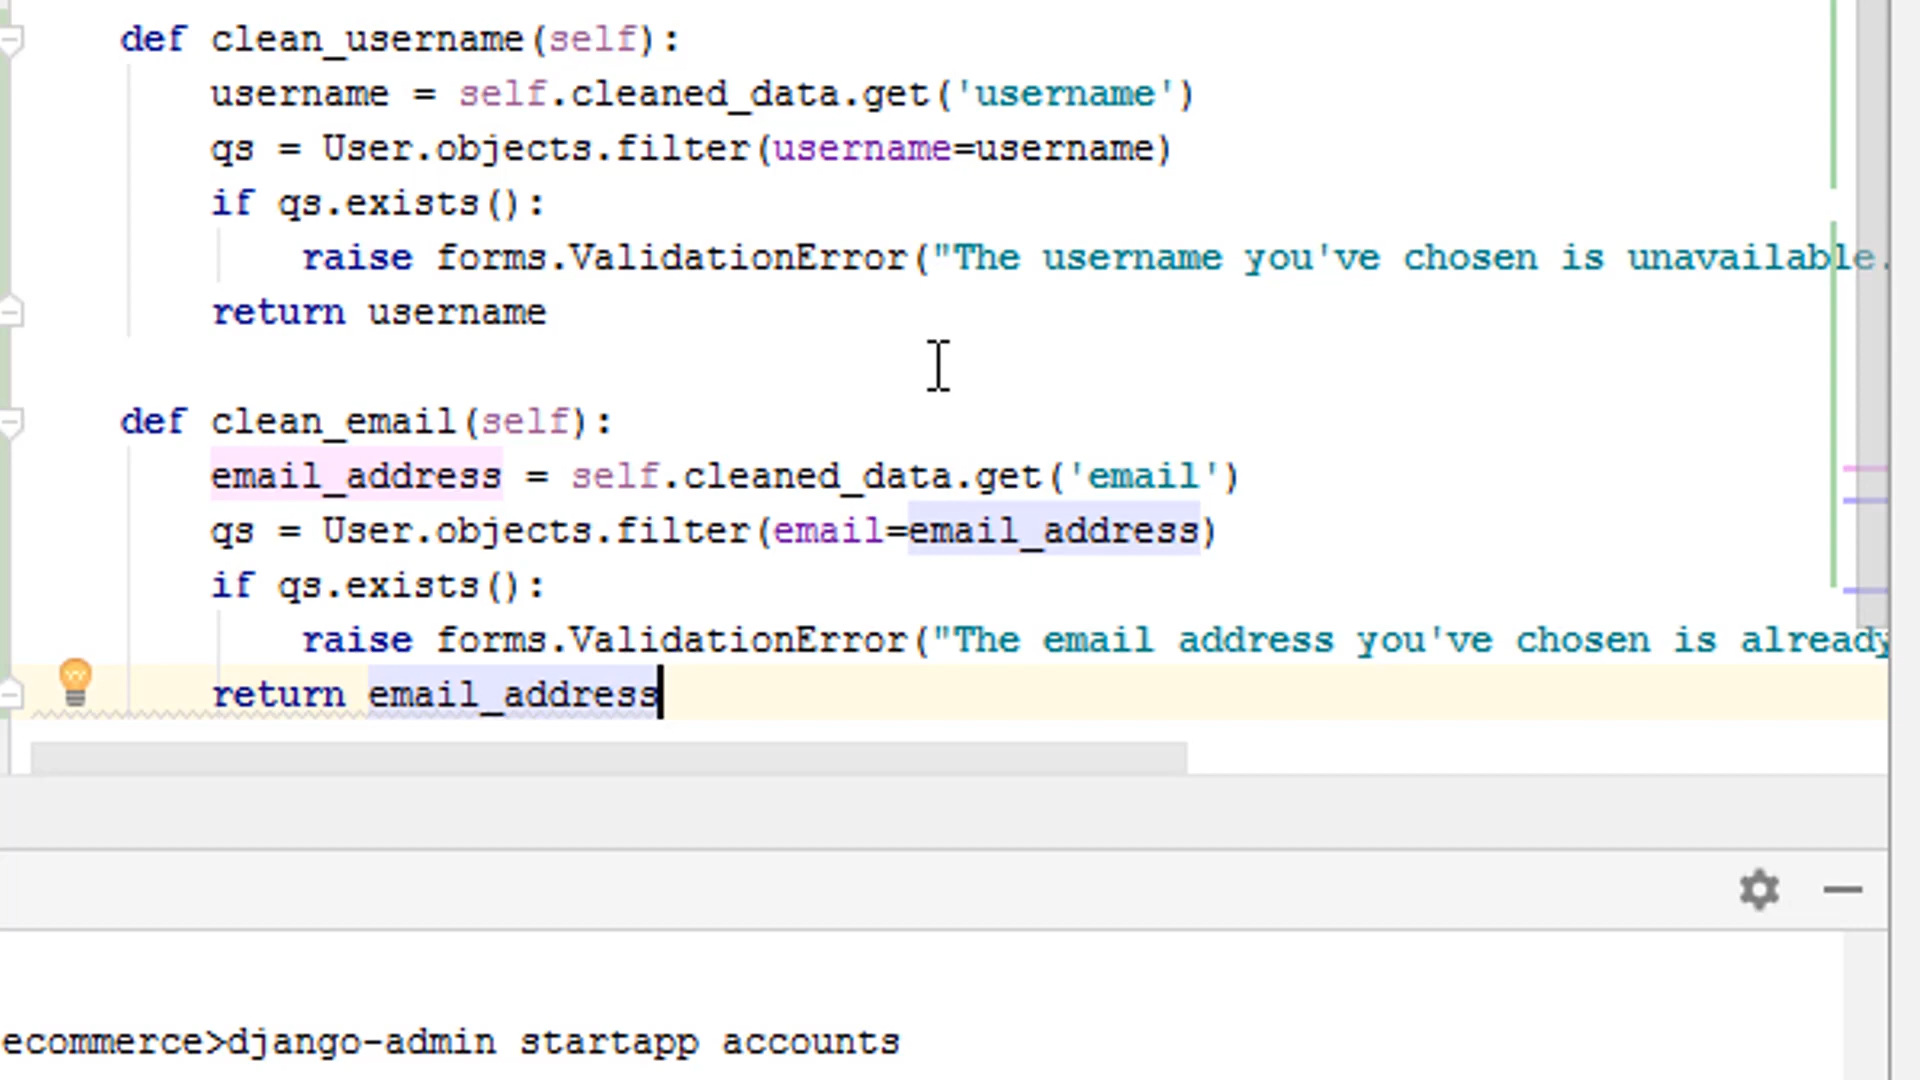 def clean_username(self):
username = self.cleaned_data.get('username')
qs = User.objects.filter(username=username)
if qs.exists():
raise forms.ValidationError("The username you've chosen is unavailable.
return username
def clean_email(self):
email_address = self.cleaned_data.get('email')
qs = User.objects.filter(email=email_address)
if qs.exists():
raise forms.ValidationError("The email address you've chosen is already
return email_address
ecommerce>django-admin startapp accounts